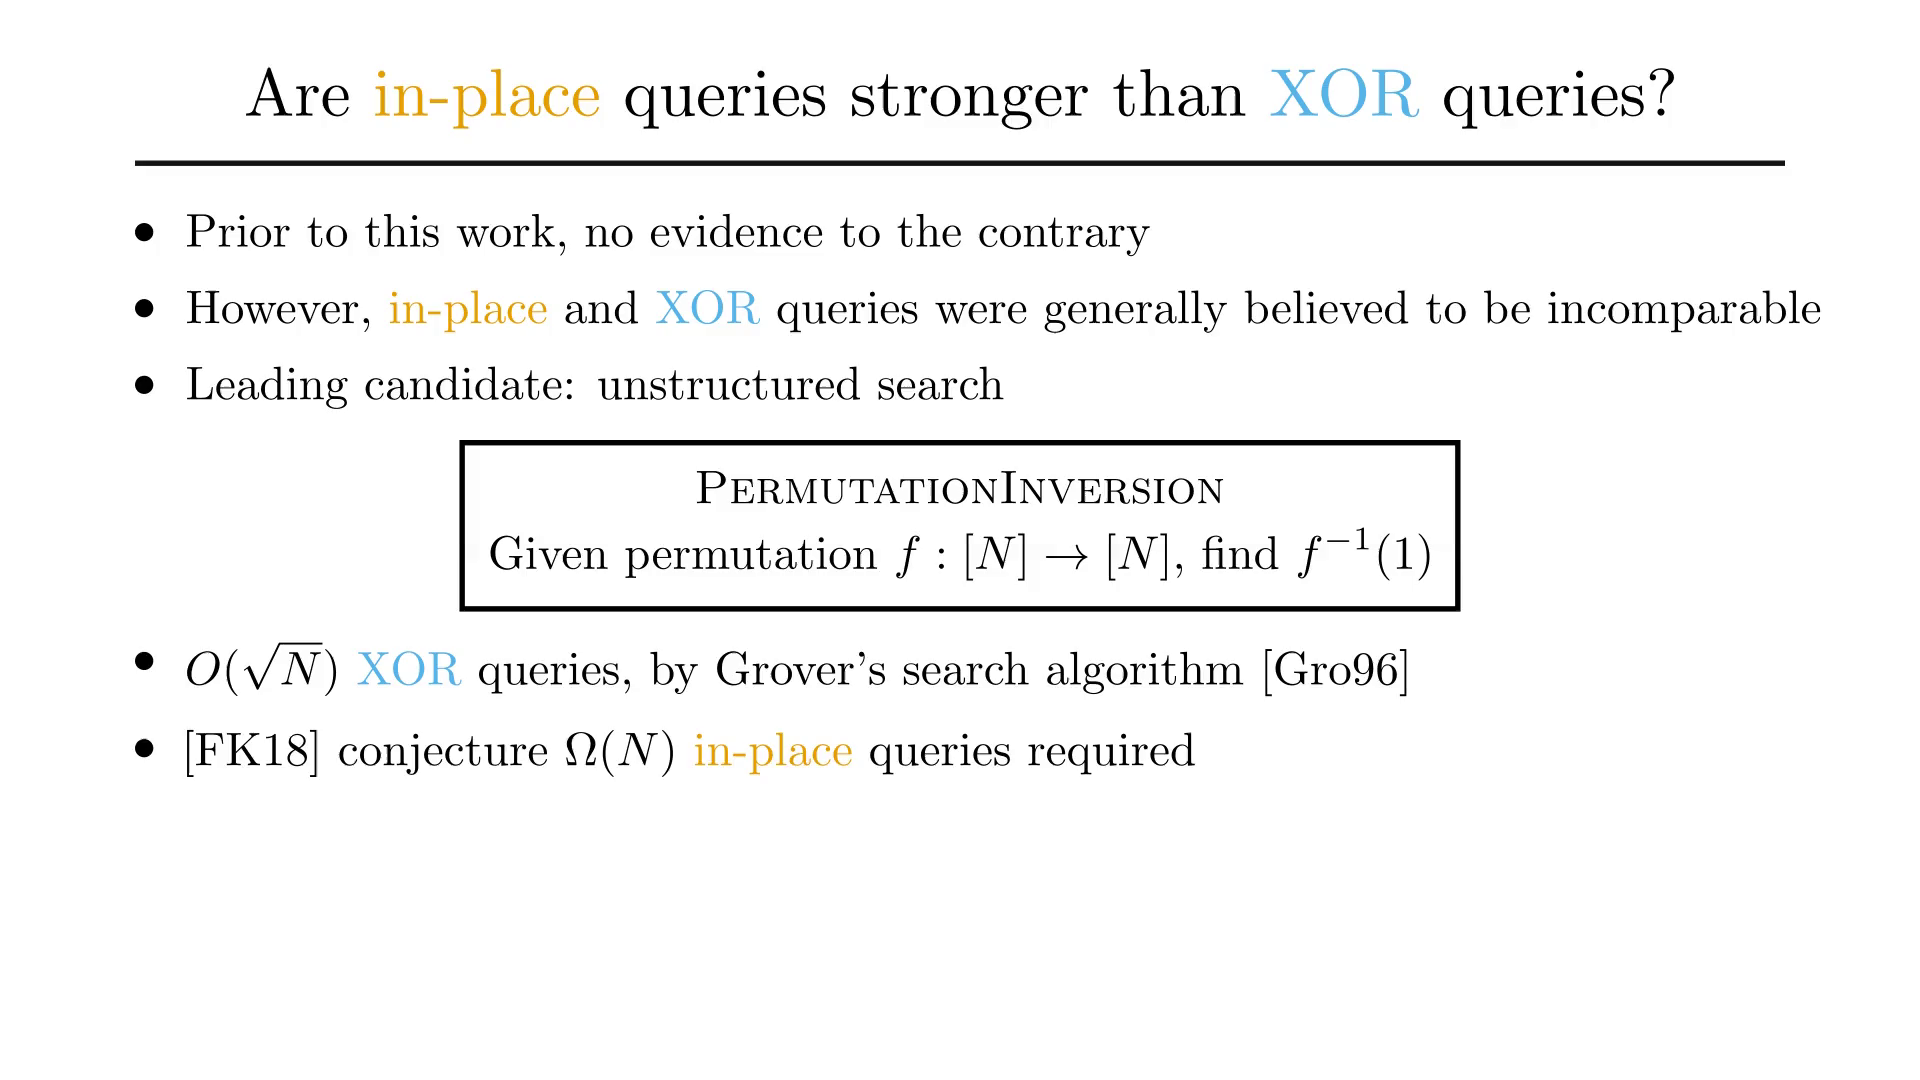 Are in-place queries stronger than XOR queries?
• Prior to this work, no evidence to the contrary
• However, in-place and XOR queries were generally believed to be incomparable
• Leading candidate: unstructured search
PERMUTATIONINVERSION
Given permutation f : [N] → [N], find f⁻¹(1)
• O(√N) XOR queries, by Grover's search algorithm [Gro96]
• [FK18] conjecture Ω(N) in-place queries required